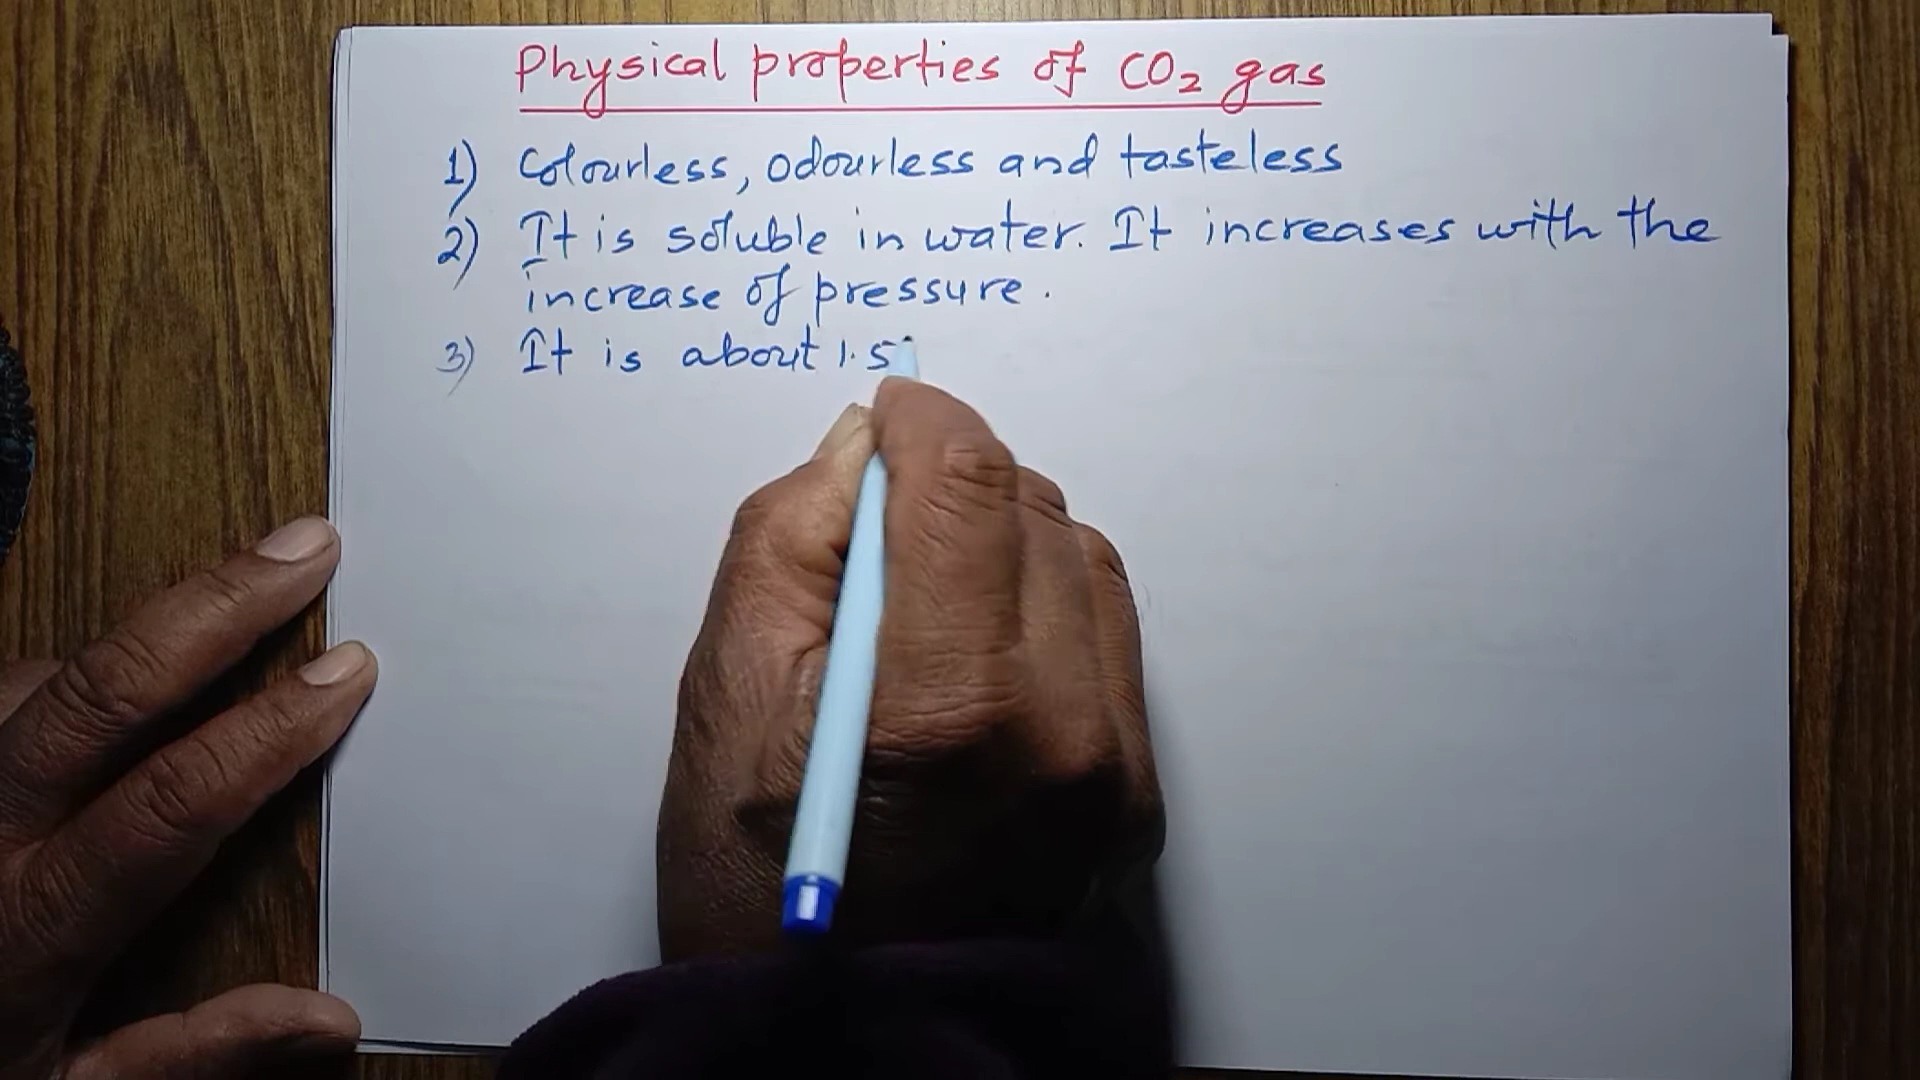 Physical properties of CO₂ gas
1) Colourless, odourless and tasteless
2) It is soluble in water. It increases with the
increase of pressure.
3) It is about 1.5